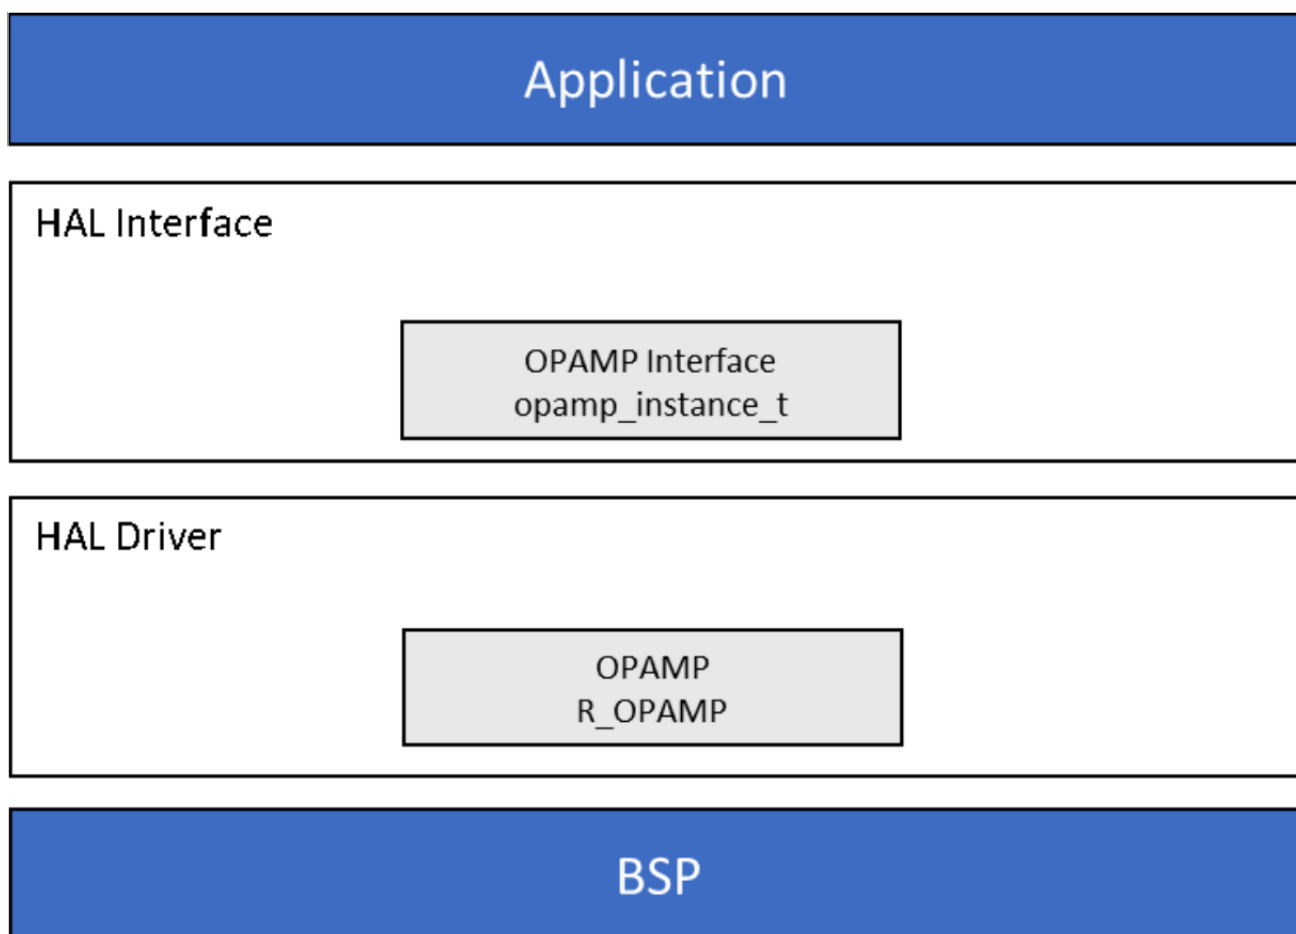 Application
HAL Interface
OPAMP Interface
opamp_instance_t
HAL Driver
OPAMP
R_OPAMP
BSP